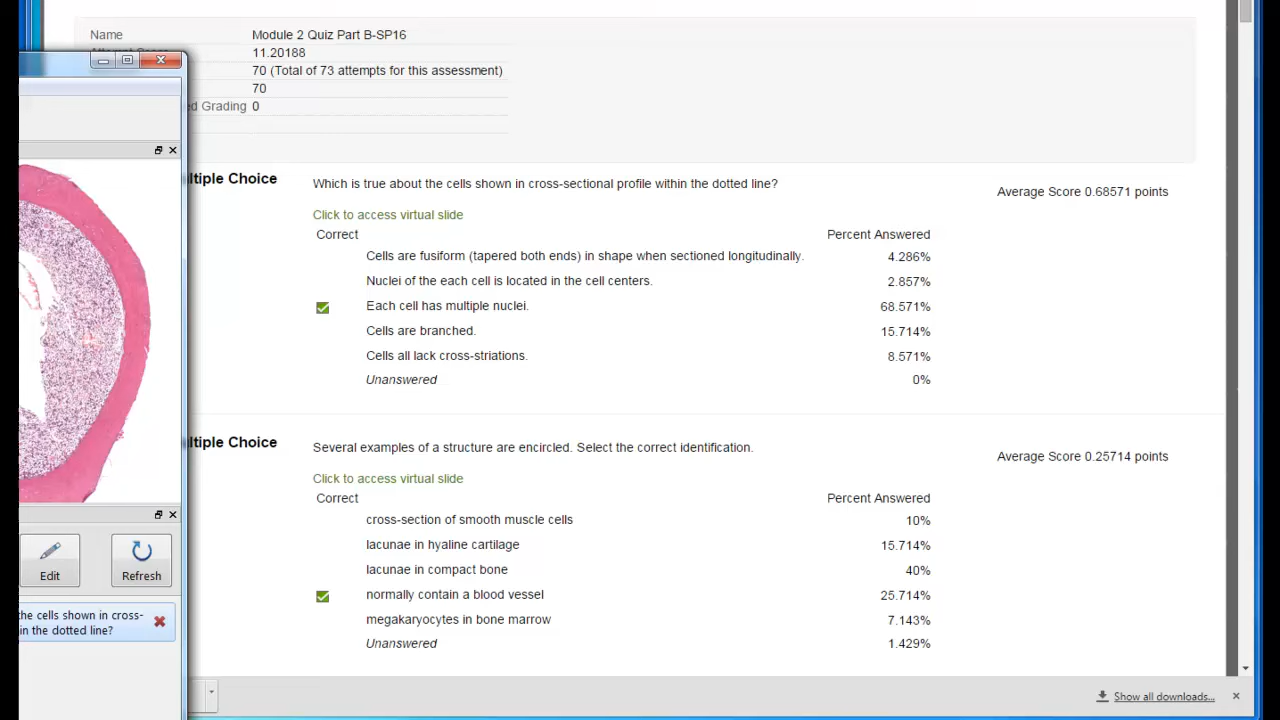 Name Module 2 Quiz Part B-SP16
11.20188
70 (Total of 73 attempts for this assessment)
70
ed Grading 0
ltiple Choice Which is true about the cells shown in cross-sectional profile within the dotted line?
Average Score 0.68571 points
Click to access virtual slide
Correct Percent Answered
Cells are fusiform (tapered both ends) in shape when sectioned longitudinally. 4.286%
Nuclei of the each cell is located in the cell centers. 2.857%
Each cell has multiple nuclei. 68.571%
Cells are branched. 15.714%
Cells all lack cross-striations. 8.571%
Unanswered 0%
ltiple Choice Several examples of a structure are encircled. Select the correct identification.
Average Score 0.25714 points
Click to access virtual slide
Correct Percent Answered
cross-section of smooth muscle cells 10%
lacunae in hyaline cartilage 15.714%
lacunae in compact bone 40%
normally contain a blood vessel 25.714%
megakaryocytes in bone marrow 7.143%
Unanswered 1.429%
Edit Refresh
the cells shown in cross-
in the dotted line?
Show all downloads...